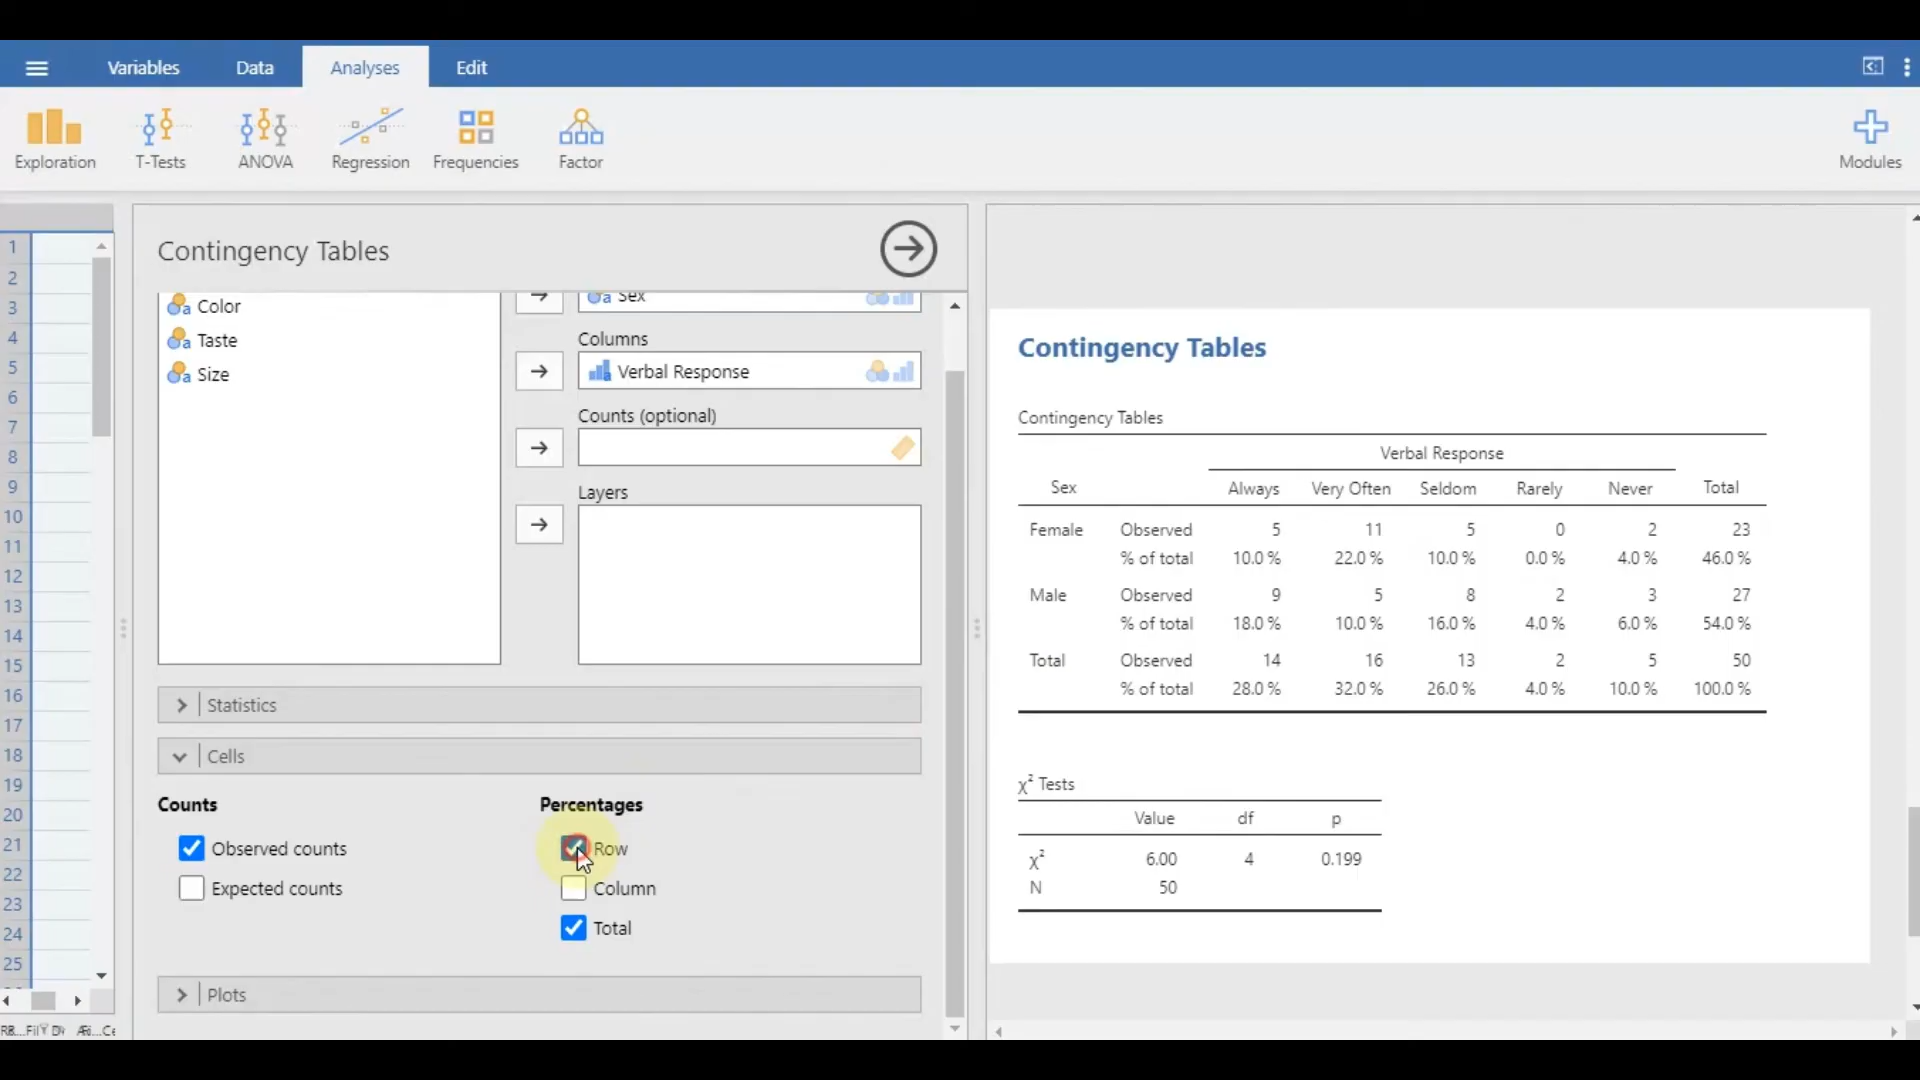 Variables Data Analyses Edit
Exploration T-Tests ANOVA Regression Frequencies Factor Modules
1
2
3
4
5
6
7
8
9
10
11
12
13
14
15
16
17
18
19
20
21
22
23
24
25
Contingency Tables
Color
Taste
Size
Sex
Columns
Verbal Response
Counts (optional)
Layers
Statistics
Cells
Counts Percentages
Observed counts Row
Expected counts Column
Total
Plots
Contingency Tables
Contingency Tables
Verbal Response
Sex Always Very Often Seldom Rarely Never Total
Female Observed 5 11 5 0 2 23
% of total 10.0 % 22.0 % 10.0 % 0.0 % 4.0 % 46.0 %
Male Observed 9 5 8 2 3 27
% of total 18.0 % 10.0 % 16.0 % 4.0 % 6.0 % 54.0 %
Total Observed 14 16 13 2 5 50
% of total 28.0 % 32.0 % 26.0 % 4.0 % 10.0 % 100.0 %
χ² Tests
Value df p
χ² 6.00 4 0.199
N 50